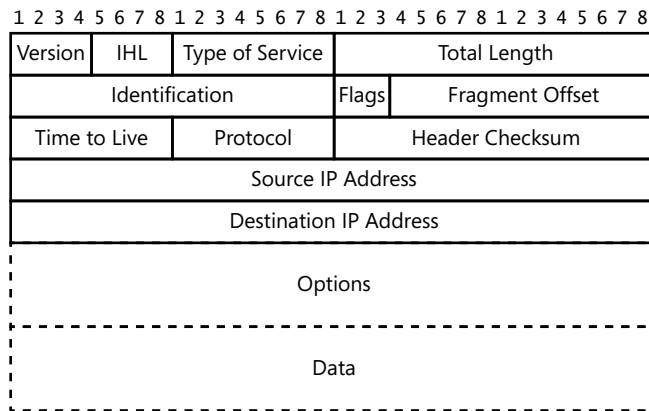 1 2 3 4 5 6 7 8 1 2 3 4 5 6 7 8 1 2 3 4 5 6 7 8 1 2 3 4 5 6 7 8
Version IHL Type of Service Total Length
Identification Flags Fragment Offset
Time to Live Protocol Header Checksum
Source IP Address
Destination IP Address
Options
Data